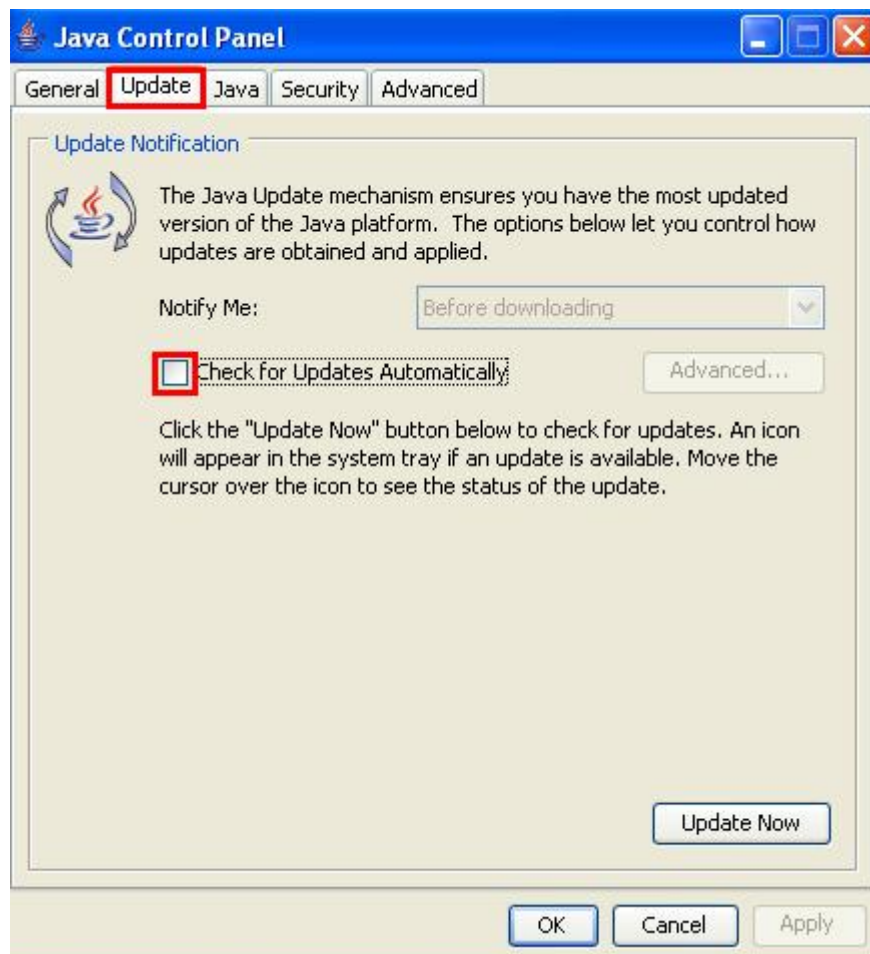 Java Control Panel
General Update Java Security Advanced
Update Notification
The Java Update mechanism ensures you have the most updated
version of the Java platform. The options below let you control how
updates are obtained and applied.
Notify Me: Before downloading
Check for Updates Automatically Advanced...
Click the "Update Now" button below to check for updates. An icon
will appear in the system tray if an update is available. Move the
cursor over the icon to see the status of the update.
Update Now
OK Cancel Apply